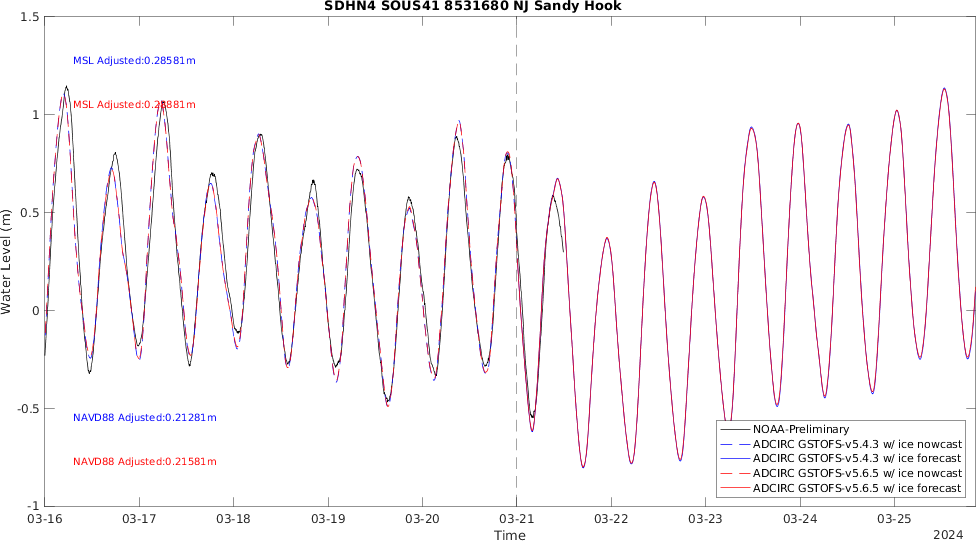 SDHN4 SOUS41 8531680 NJ Sandy Hook
1.5
1
0.5
0
-0.5
-1
Water Level (m)
MSL Adjusted:0.28581m
MSL Adjusted:0.28881m
NAVD88 Adjusted:0.21281m
NAVD88 Adjusted:0.21581m
NOAA-Preliminary
ADCIRC GSTOFS-v5.4.3 w/ ice nowcast
ADCIRC GSTOFS-v5.4.3 w/ ice forecast
ADCIRC GSTOFS-v5.6.5 w/ ice nowcast
ADCIRC GSTOFS-v5.6.5 w/ ice forecast
03-16 03-17 03-18 03-19 03-20 03-21 03-22 03-23 03-24 03-25
Time
2024